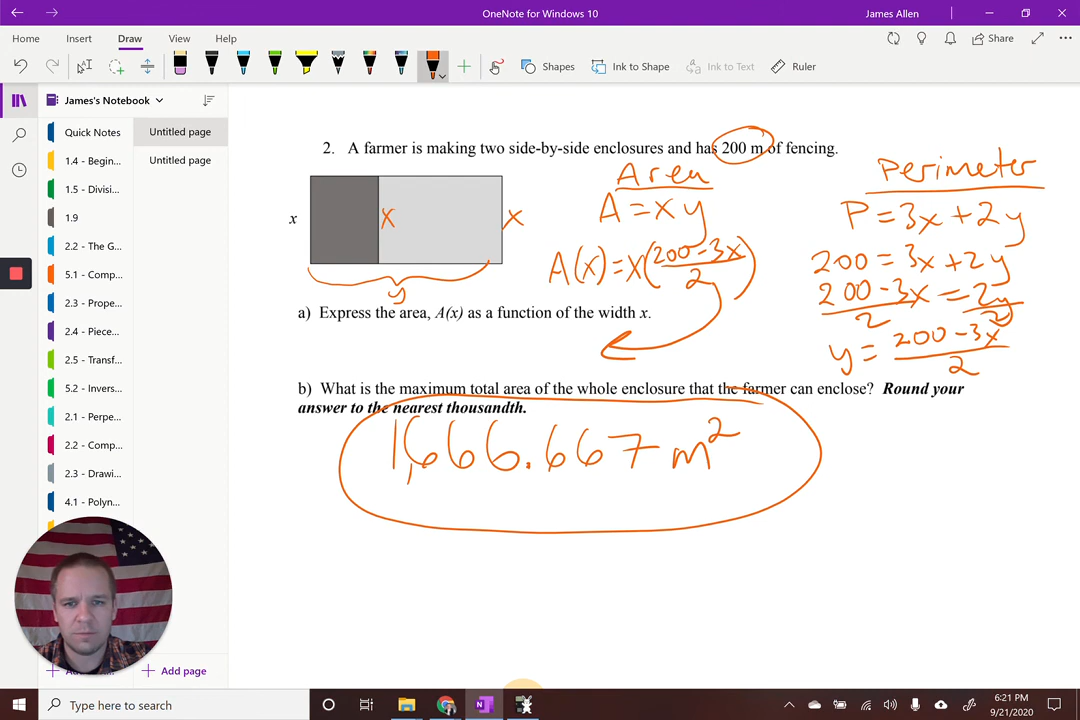 OneNote for Windows 10
James Allen
Home Insert Draw View Help
Share
Shapes Ink to Shape Ink to Text Ruler
James's Notebook
Quick Notes
1.4 - Begin...
1.5 - Divisi...
1.9
2.2 - The G...
5.1 - Comp...
2.3 - Prope...
2.4 - Piece...
2.5 - Transf...
5.2 - Invers...
2.1 - Perpe...
2.2 - Comp...
2.3 - Drawi...
4.1 - Polyn...
Untitled page
Untitled page
Add page
2. A farmer is making two side-by-side enclosures and has 200 m of fencing.
x
X
X
y
Area
A = x y
A(x) = x(200-3x/2)
Perimeter
P = 3x + 2y
200 = 3x + 2y
200-3x/2 = 2y/2
y = 200-3x/2
a) Express the area, A(x) as a function of the width x.
b) What is the maximum total area of the whole enclosure that the farmer can enclose? Round your
answer to the nearest thousandth.
1,666.667 m²
Type here to search
6:21 PM
9/21/2020